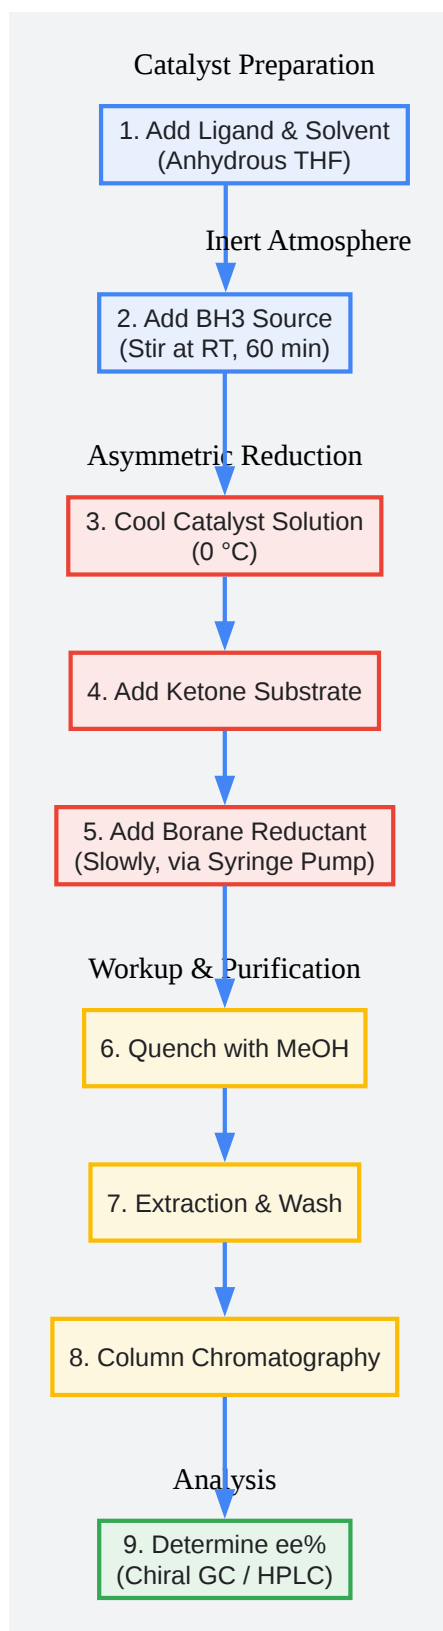 Catalyst Preparation
1. Add Ligand & Solvent
(Anhydrous THF)
Inert Atmosphere
2. Add BH3 Source
(Stir at RT, 60 min)
Asymmetric Reduction
3. Cool Catalyst Solution
(0 °C)
4. Add Ketone Substrate
5. Add Borane Reductant
(Slowly, via Syringe Pump)
Workup & Purification
6. Quench with MeOH
7. Extraction & Wash
8. Column Chromatography
Analysis
9. Determine ee%
(Chiral GC / HPLC)